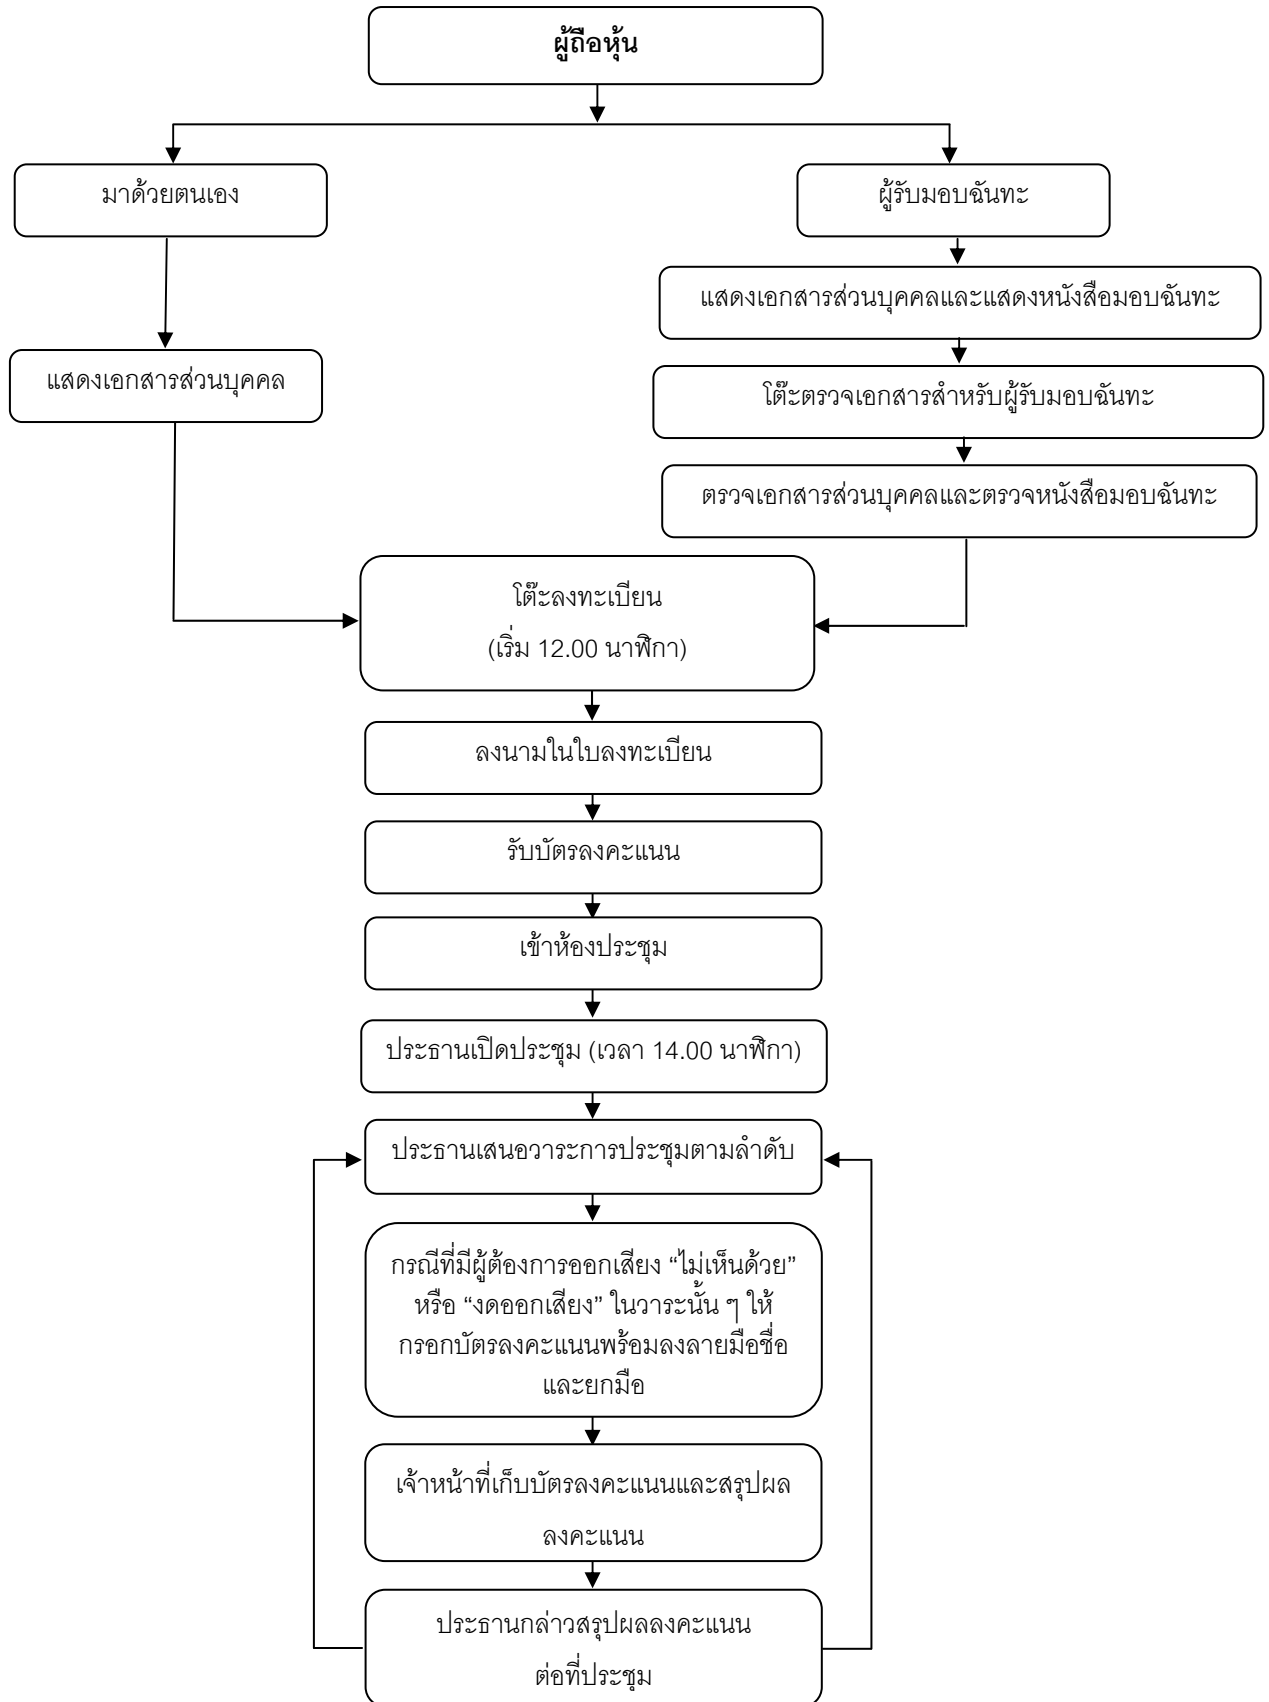 ผู้ถือหุ้น
มาด้วยตนเอง
ผู้รับมอบฉันทะ
แสดงเอกสารส่วนบุคคลและแสดงหนังสือมอบฉันทะ
แสดงเอกสารส่วนบุคคล
โต๊ะตรวจเอกสารสำหรับผู้รับมอบฉันทะ
ตรวจเอกสารส่วนบุคคลและตรวจหนังสือมอบฉันทะ
โต๊ะลงทะเบียน
(เริ่ม 12.00 นาฬิกา)
ลงนามในใบลงทะเบียน
รับบัตรลงคะแนน
เข้าห้องประชุม
ประธานเปิดประชุม (เวลา 14.00 นาฬิกา)
ประธานเสนอวาระการประชุมตามลำดับ
กรณีที่มีผู้ต้องการออกเสียง “ไม่เห็นด้วย”
หรือ “งดออกเสียง” ในวาระนั้น ๆ ให้
กรอกบัตรลงคะแนนพร้อมลงลายมือชื่อ
และยกมือ
เจ้าหน้าที่เก็บบัตรลงคะแนนและสรุปผล
ลงคะแนน
ประธานกล่าวสรุปผลลงคะแนน
ต่อที่ประชุม